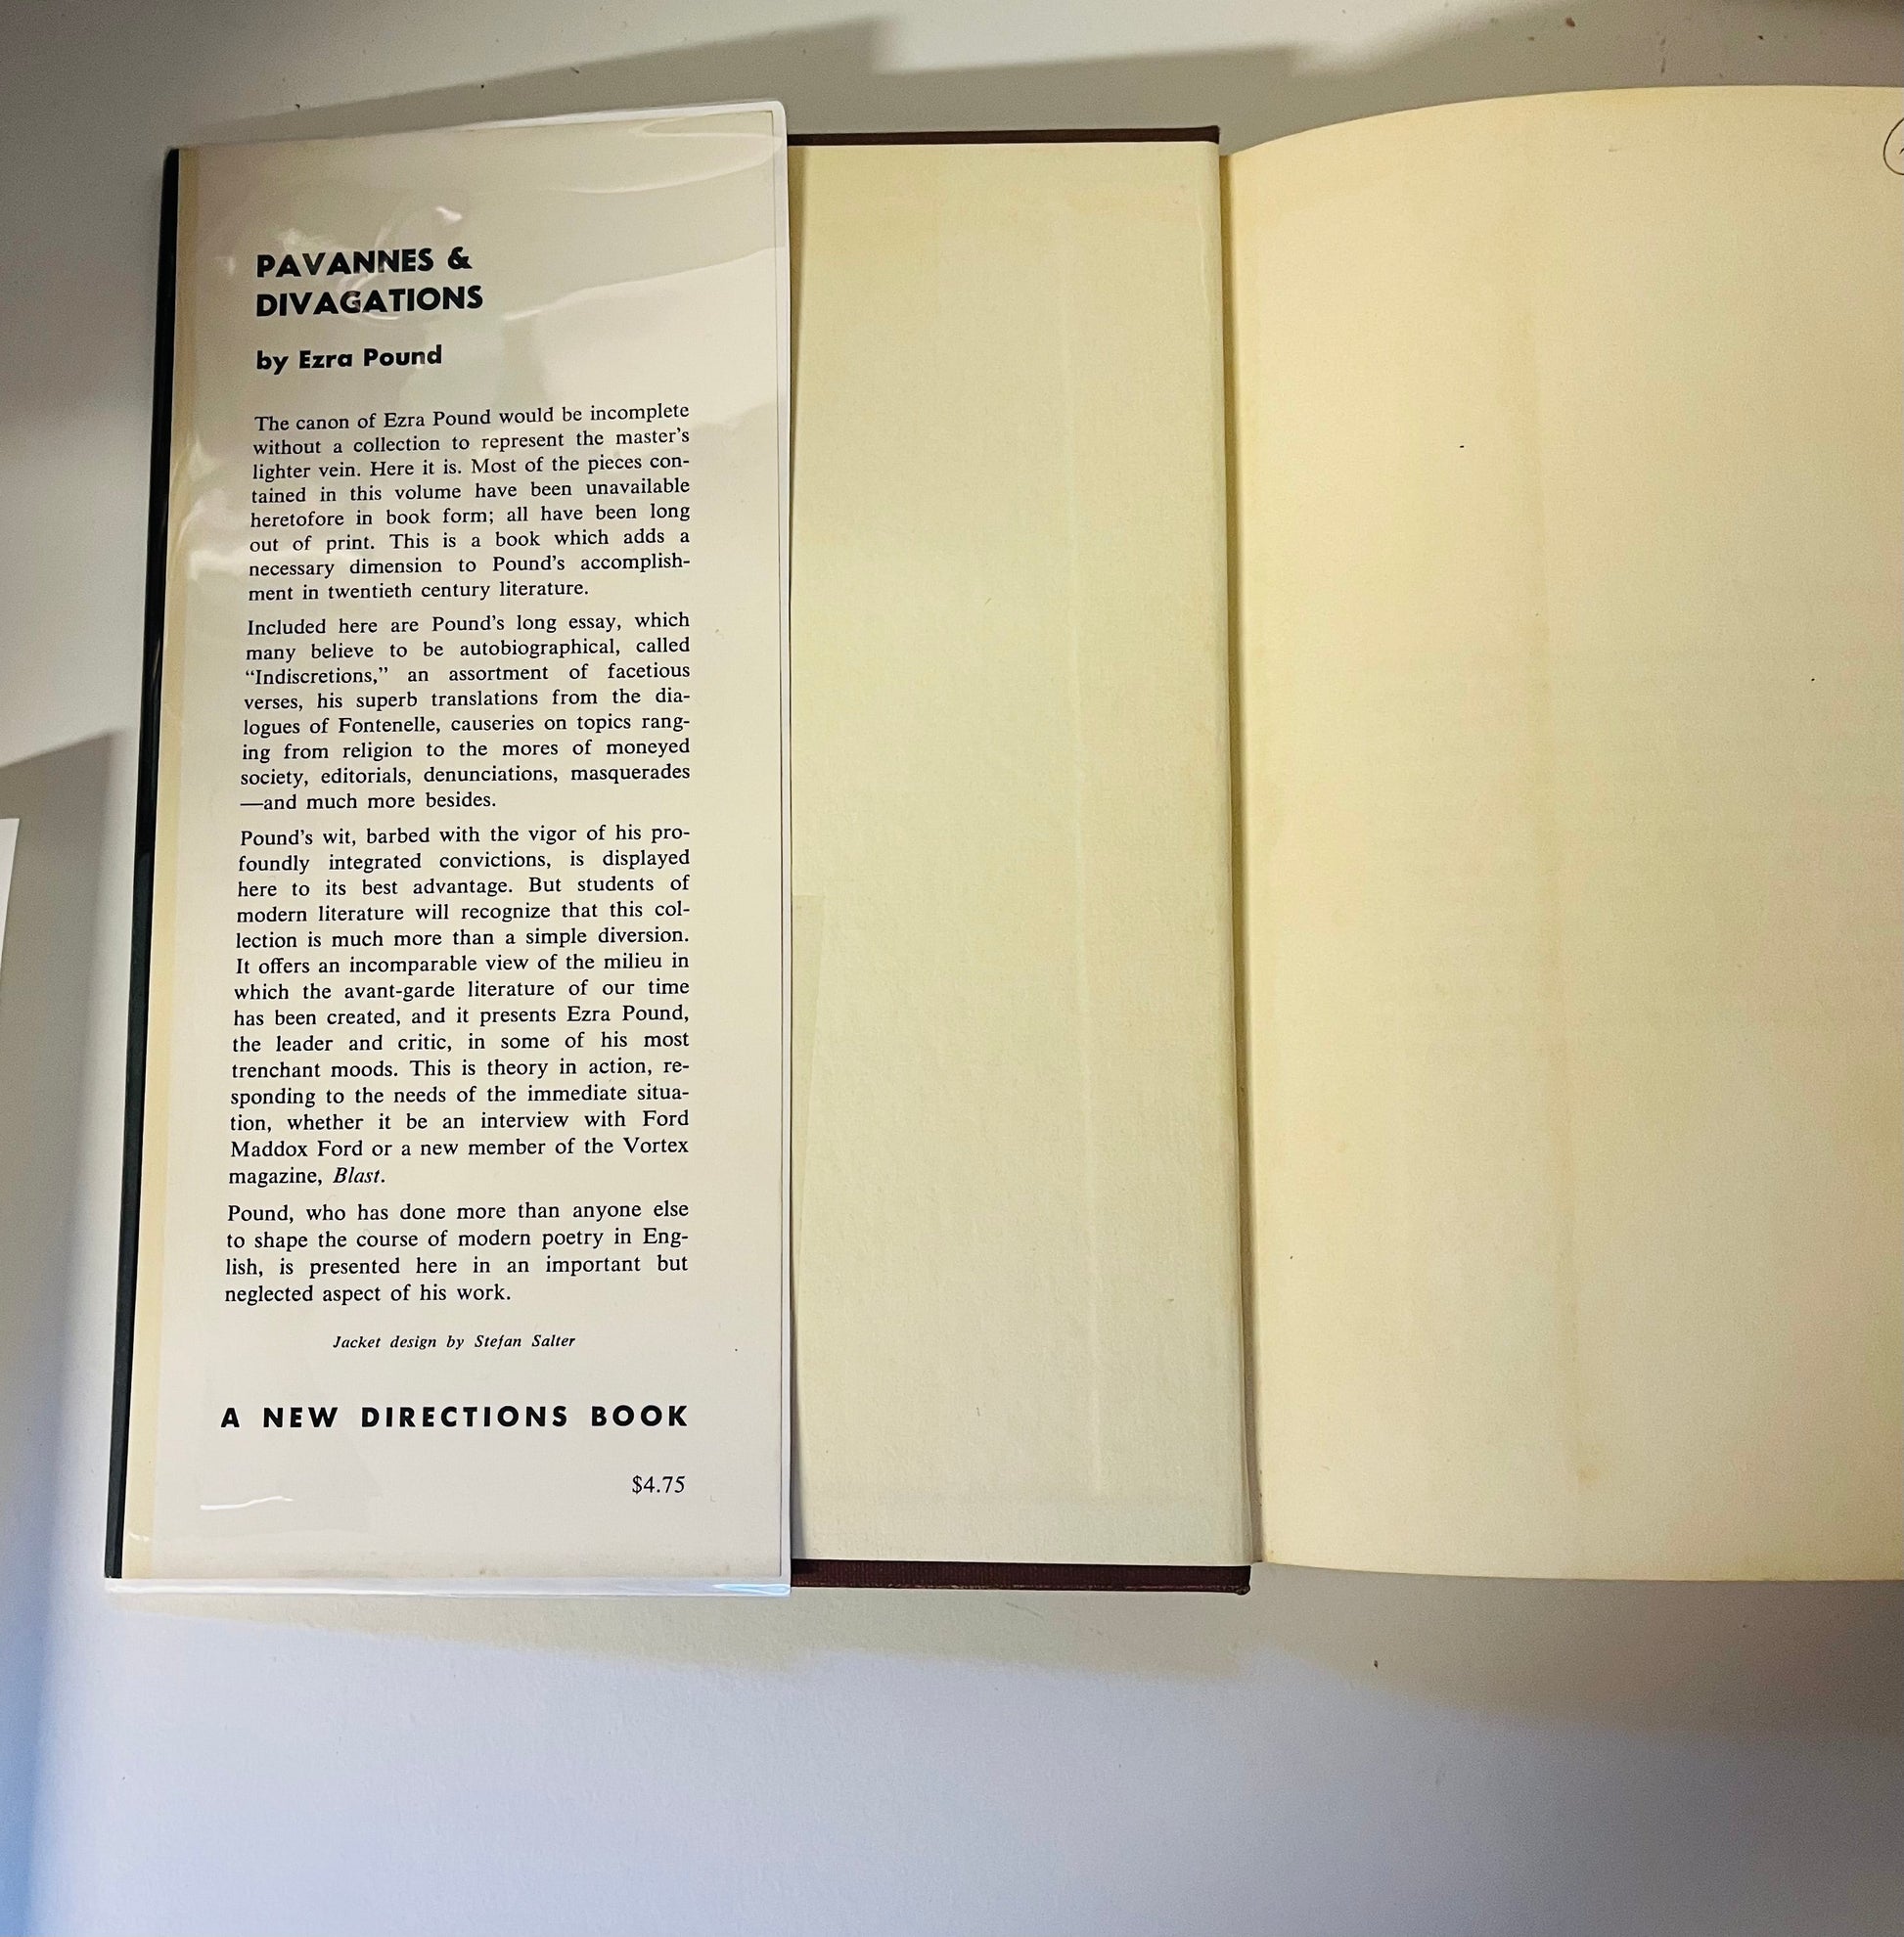 PAVANNES &
DIVAGATIONS
by Ezra Pound
The canon of Ezra Pound would be incomplete
without a collection to represent the master's
lighter vein. Here it is. Most of the pieces con-
tained in this volume have been unavailable
heretofore in book form; all have been long
out of print. This is a book which adds a
necessary dimension to Pound's accomplish-
ment in twentieth century literature.
Included here are Pound's long essay, which
many believe to be autobiographical, called
“Indiscretions,” an assortment of facetious
verses, his superb translations from the dia-
logues of Fontenelle, causeries on topics rang-
ing from religion to the mores of moneyed
society, editorials, denunciations, masquerades
—and much more besides.
Pound's wit, barbed with the vigor of his pro-
foundly integrated convictions, is displayed
here to its best advantage. But students of
modern literature will recognize that this col-
lection is much more than a simple diversion.
It offers an incomparable view of the milieu in
which the avant-garde literature of our time
has been created, and it presents Ezra Pound,
the leader and critic, in some of his most
trenchant moods. This is theory in action, re-
sponding to the needs of the immediate situa-
tion, whether it be an interview with Ford
Maddox Ford or a new member of the Vortex
magazine, Blast.
Pound, who has done more than anyone else
to shape the course of modern poetry in Eng-
lish, is presented here in an important but
neglected aspect of his work.
Jacket design by Stefan Salter
A NEW DIRECTIONS BOOK
$4.75